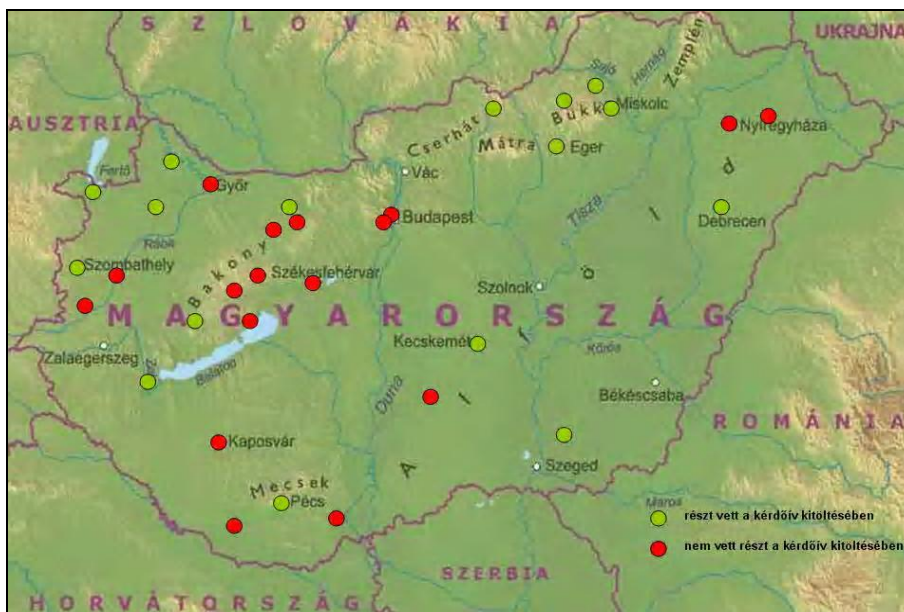 SZLOVÁKIA
UKRAJNA
AUSZTRIA
Sajó
Hernád
Zemplén
Bükk
Miskolc
Nyíregyháza
Cserhát
Mátra
Eger
Fertő
Győr
Vác
Budapest
Tisza
Debrecen
Rába
Szombathely
Bakony
Székesfehérvár
Szolnok
MAGYARORSZÁG
Alföld
Zalaegerszeg
Zala
Balaton
Kecskemét
Körös
Duna
Békéscsaba
ROMÁNIA
Kaposvár
Szeged
Mecsek
Pécs
Maros
részt vett a kérdőív kitöltésében
nem vett részt a kérdőív kitöltésében
SZERBIA
HORVÁTORSZÁG